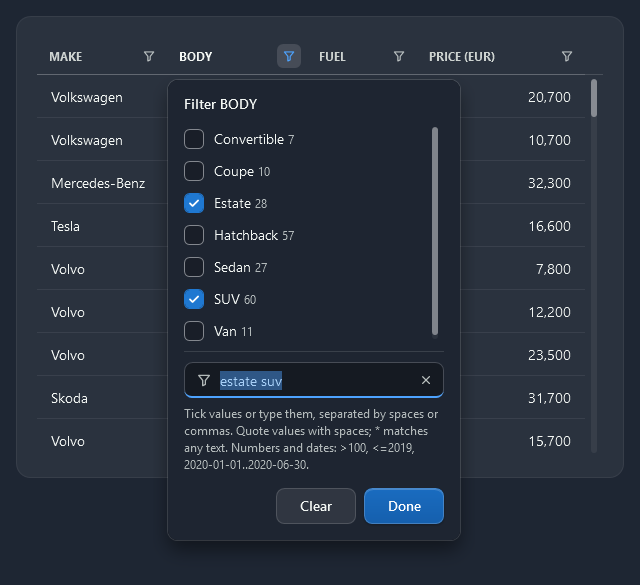 MAKE BODY FUEL PRICE (EUR)
Volkswagen 20,700
Volkswagen 10,700
Mercedes-Benz 32,300
Tesla 16,600
Volvo 7,800
Volvo 12,200
Volvo 23,500
Skoda 31,700
Volvo 15,700
Filter BODY
Convertible 7
Coupe 10
Estate 28
Hatchback 57
Sedan 27
SUV 60
Van 11
estate suv
Tick values or type them, separated by spaces or
commas. Quote values with spaces; * matches
any text. Numbers and dates: >100, <=2019,
2020-01-01..2020-06-30.
Clear Done